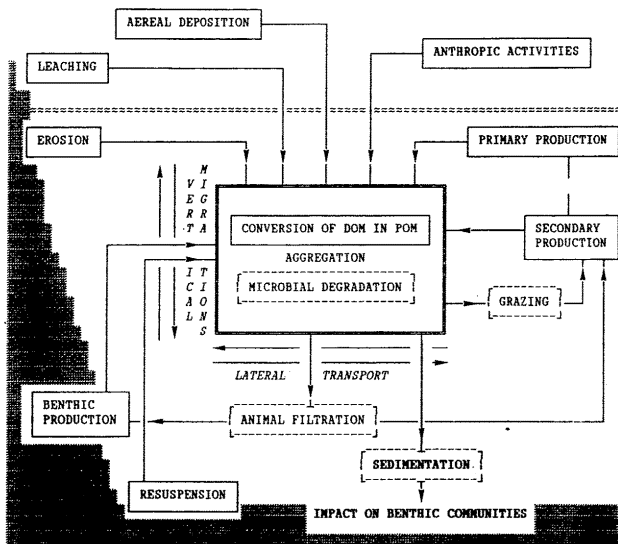 AEREAL DEPOSITION
ANTHROPIC ACTIVITIES
LEACHING
EROSION
PRIMARY PRODUCTION
VERTICAL
MIGRATIONS
CONVERSION OF DOM IN POM
SECONDARY
PRODUCTION
AGGREGATION
MICROBIAL DEGRADATION
GRAZING
LATERAL TRANSPORT
BENTHIC
PRODUCTION
ANIMAL FILTRATION
SEDIMENTATION
RESUSPENSION
IMPACT ON BENTHIC COMMUNITIES